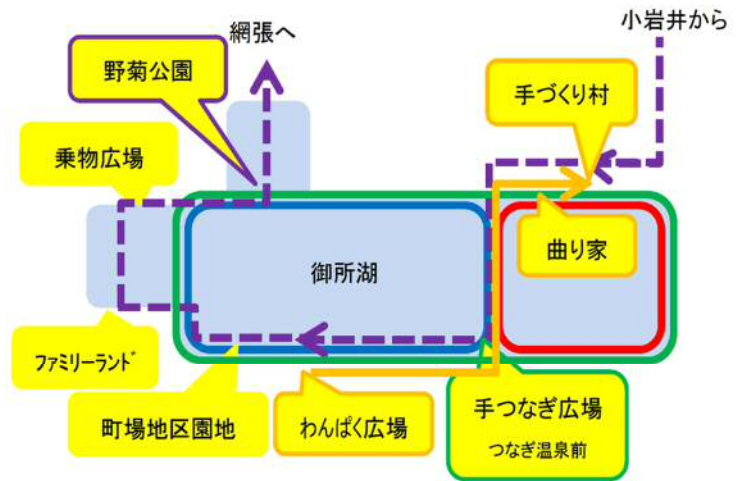 小岩井から
網張へ
野菊公園
手づくり村
乗物広場
曲り家
御所湖
ファミリーランド
町場地区園地
わんぱく広場
手つなぎ広場
つなぎ温泉前